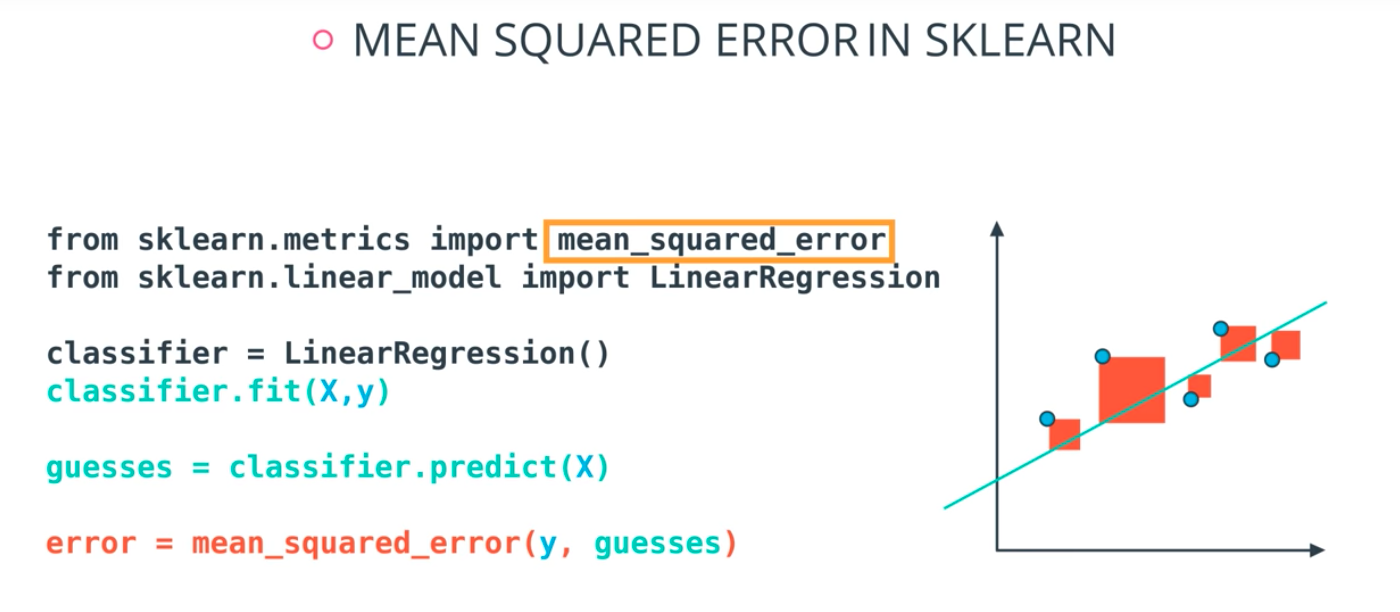 MEAN SQUARED ERROR IN SKLEARN
from sklearn.metrics import mean_squared_error
from sklearn.linear_model import LinearRegression
classifier = LinearRegression()
classifier.fit(X,y)
guesses = classifier.predict(X)
error = mean_squared_error(y, guesses)